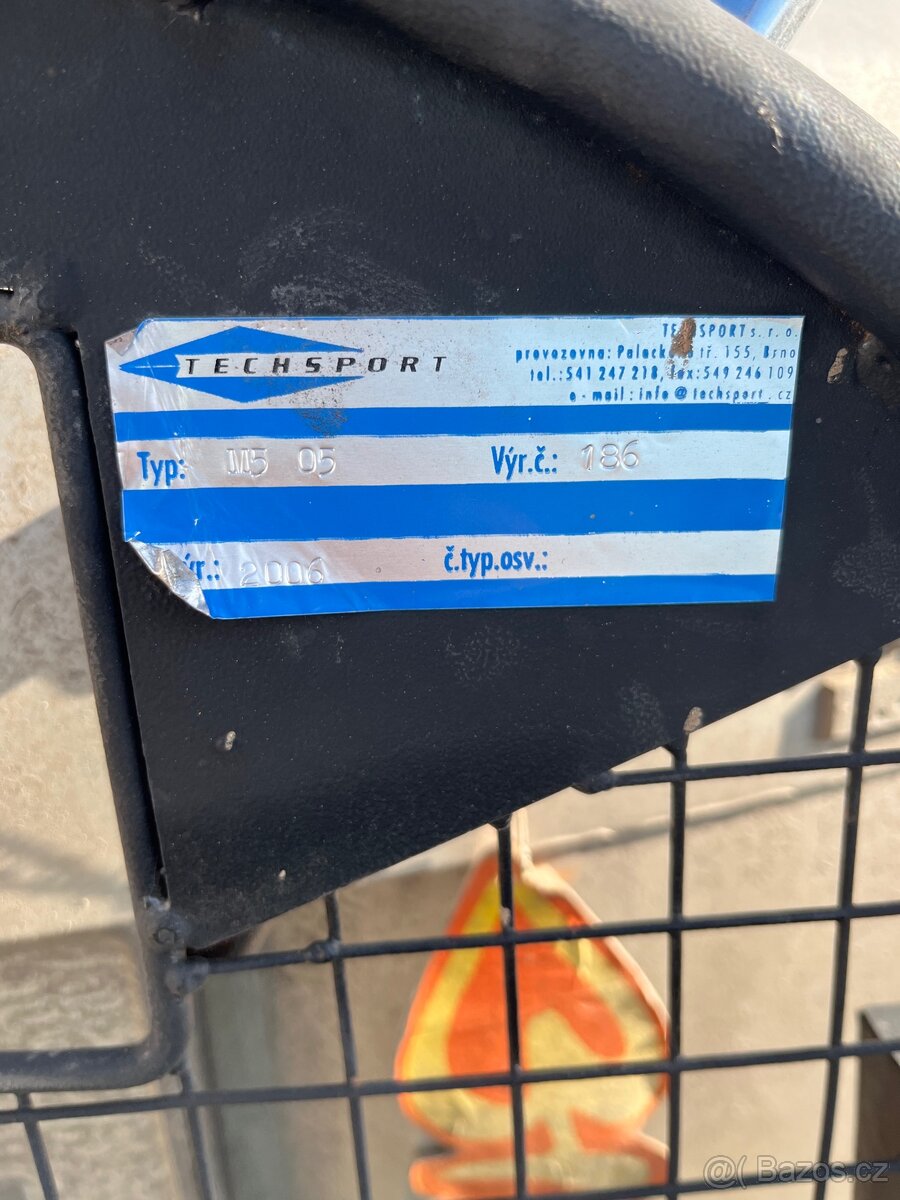 TECHSPORT
TECHSPORT s. r. o.
provozovna: Palackého tř. 155, Brno
tel.: 541 247 218, fax: 549 246 109
e-mail: info@techsport.cz
Typ: M5 05 Výr.č.: 186
2006 č.typ.osv.:
@( Bazos.cz